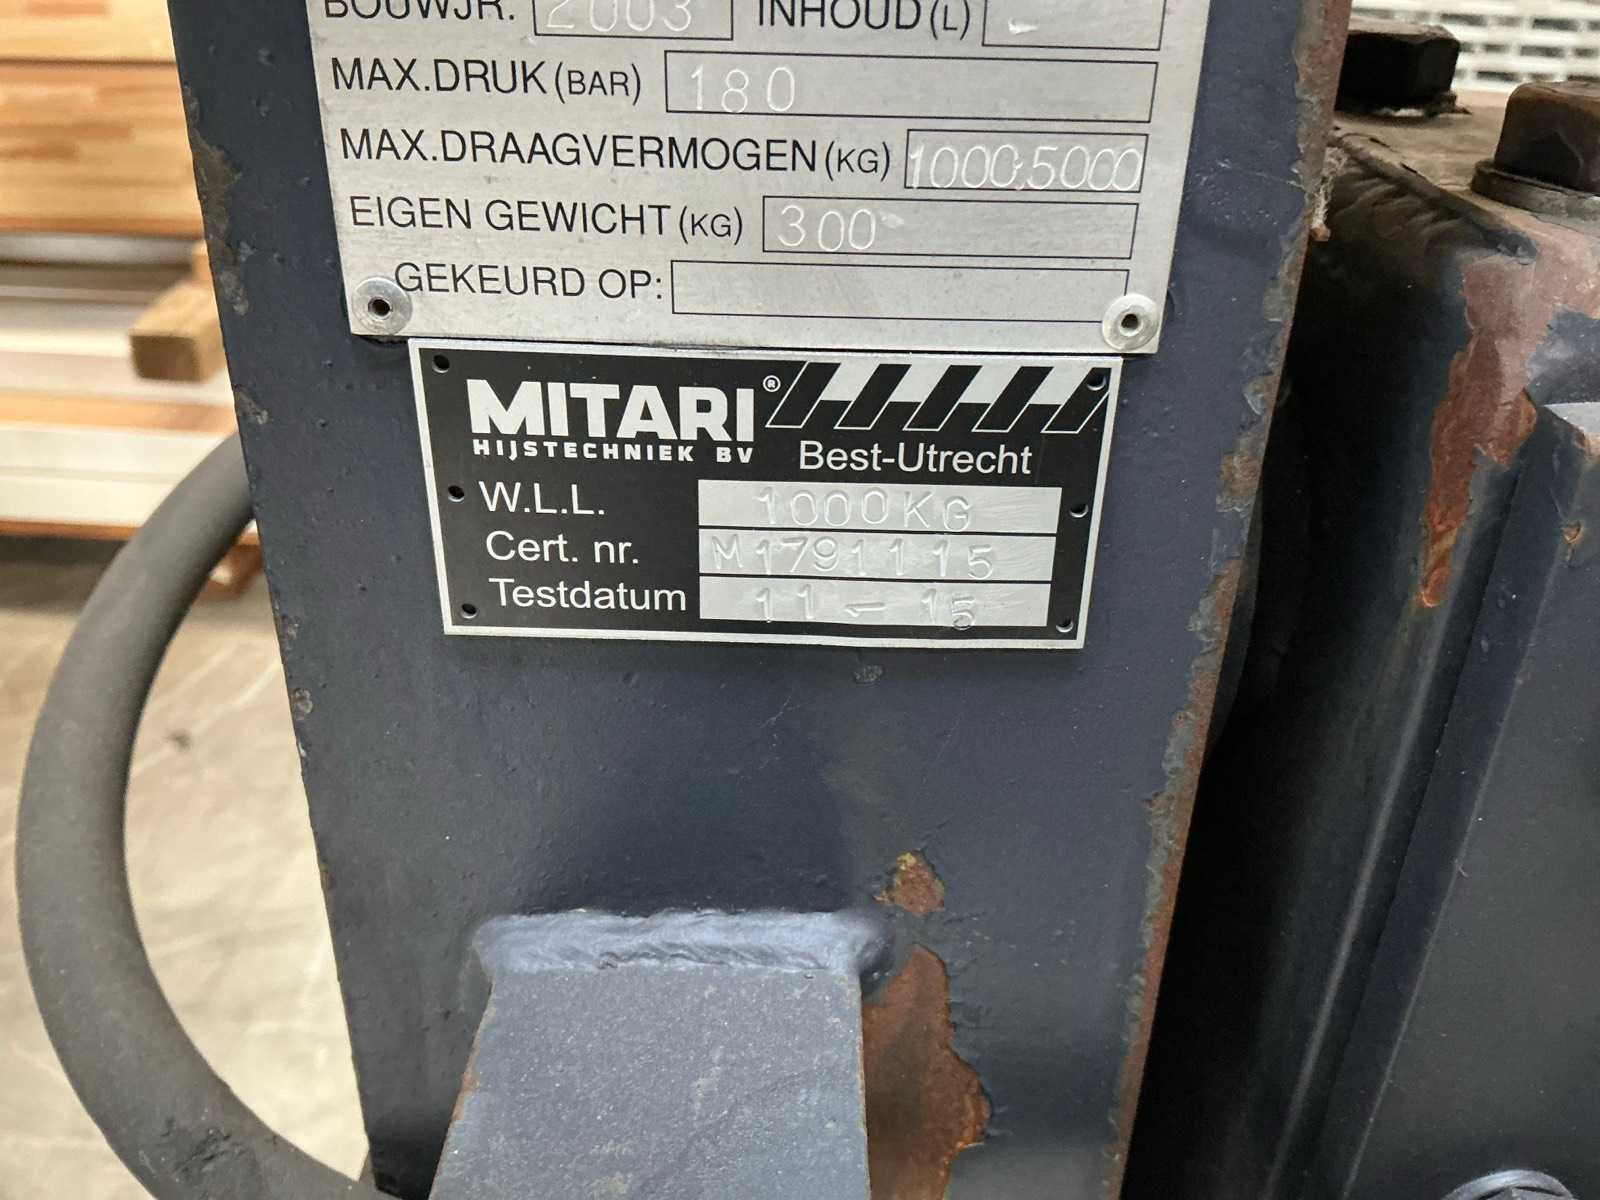 BOUWJR. 2003 INHOUD (L) -
MAX.DRUK (BAR) 180
MAX.DRAAGVERMOGEN (KG) 1000;5000
EIGEN GEWICHT (KG) 300
GEKEURD OP:
MITARI®
HIJSTECHNIEK BV Best-Utrecht
W.L.L. 1000KG
Cert. nr. M1791115
Testdatum 11-15